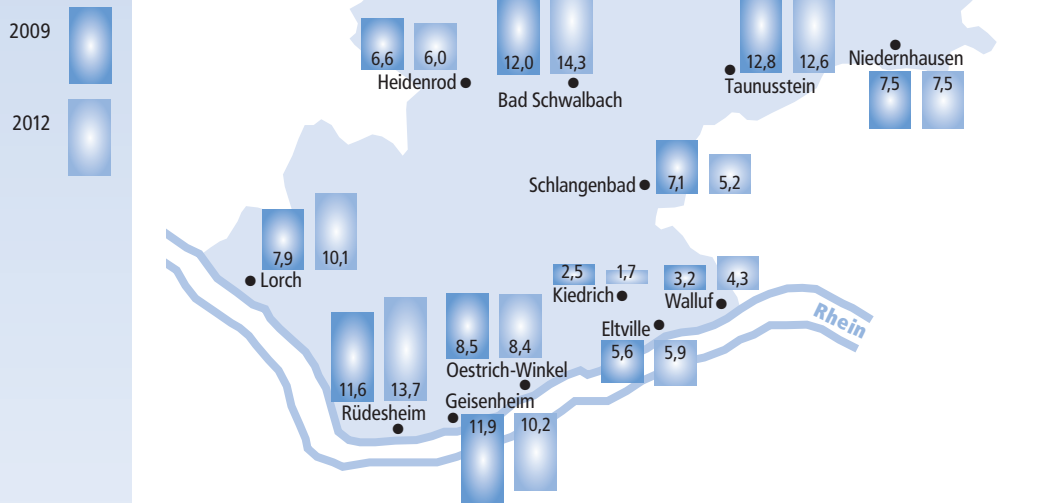 2009
2012
6,6
6,0
Heidenrod
12,0
14,3
Bad Schwalbach
12,8
12,6
Taunusstein
Niedernhausen
7,5
7,5
Schlangenbad
7,1
5,2
7,9
10,1
Lorch
2,5
1,7
Kiedrich
3,2
4,3
Walluf
Eltville
5,6
5,9
Rhein
8,5
8,4
Oestrich-Winkel
11,6
13,7
Rüdesheim
Geisenheim
11,9
10,2